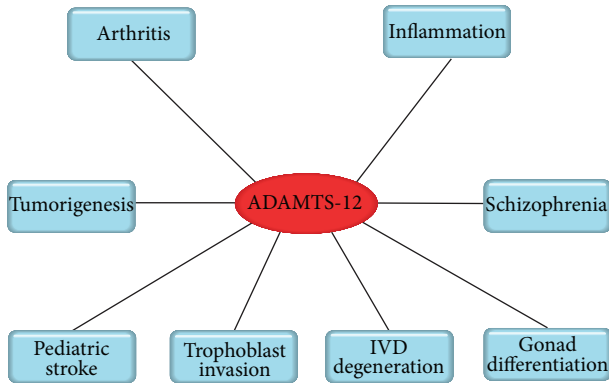 Arthritis
Inflammation
Tumorigenesis
ADAMTS-12
Schizophrenia
Pediatric
stroke
Trophoblast
invasion
IVD
degeneration
Gonad
differentiation